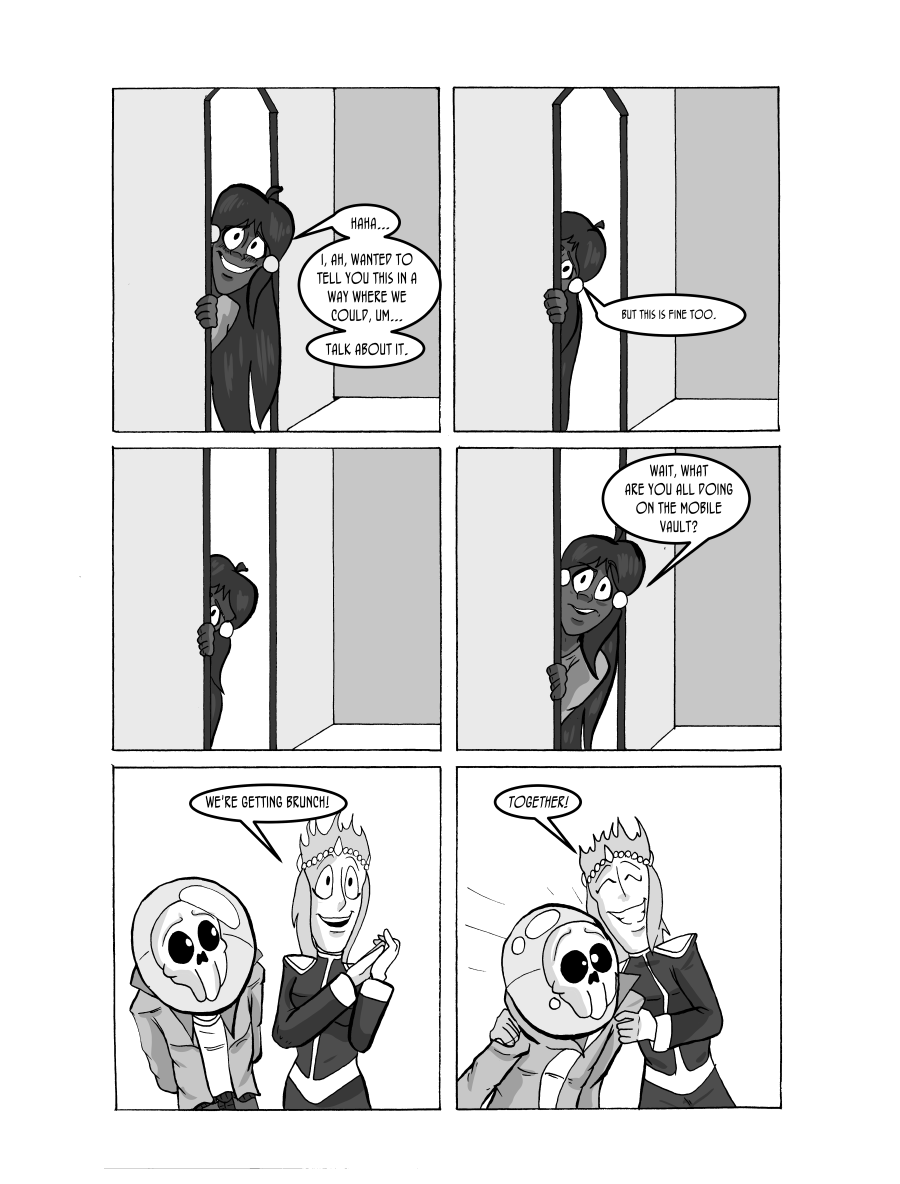 HAHA...
I, AH, WANTED TO
TELL YOU THIS IN A
WAY WHERE WE
COULD, UM...
TALK ABOUT IT.
BUT THIS IS FINE TOO.
WAIT, WHAT
ARE YOU ALL DOING
ON THE MOBILE
VAULT?
WE'RE GETTING BRUNCH!
TOGETHER!